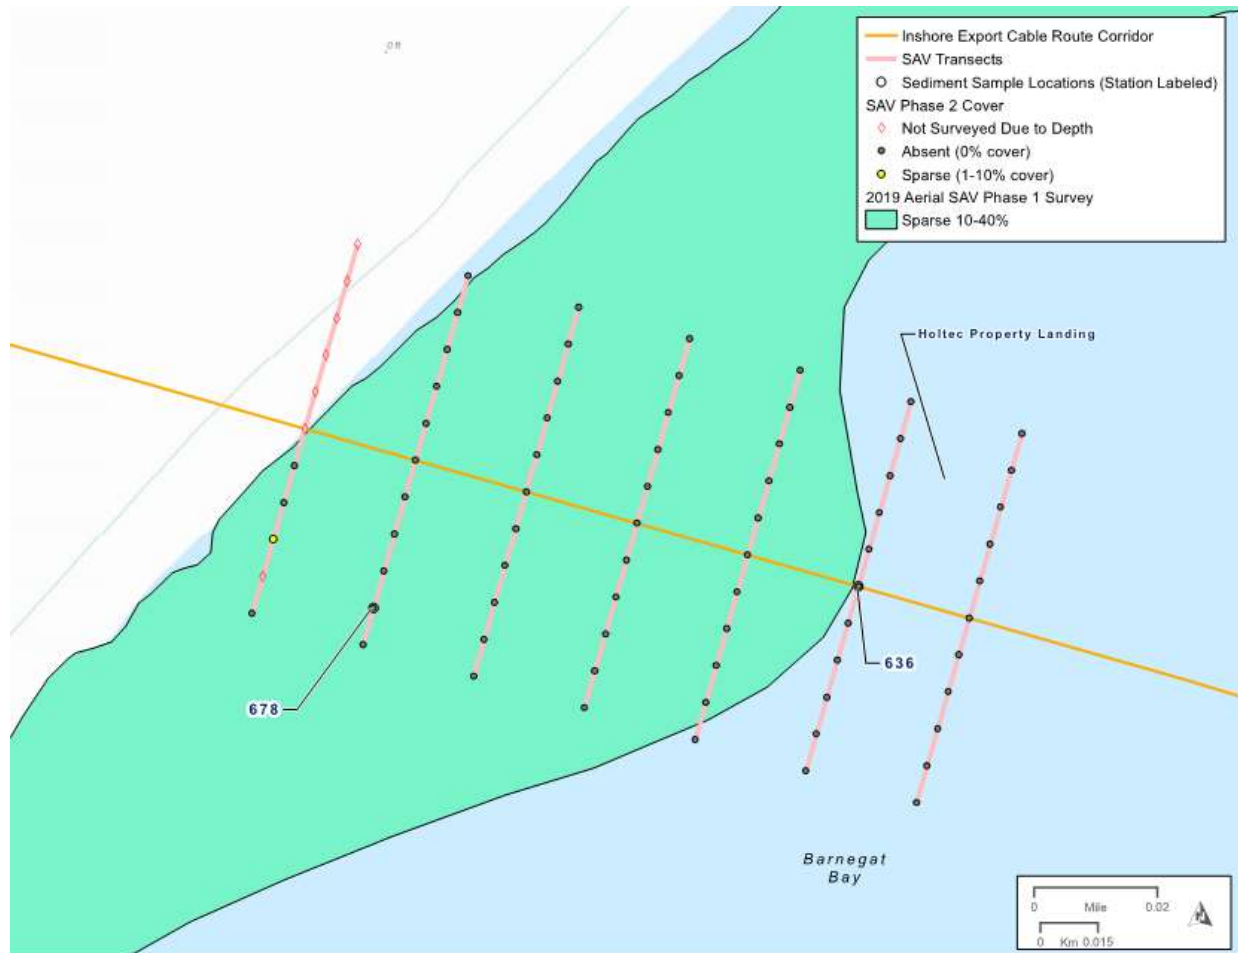 Inshore Export Cable Route Corridor
SAV Transects
Sediment Sample Locations (Station Labeled)
SAV Phase 2 Cover
Not Surveyed Due to Depth
Absent (0% cover)
Sparse (1-10% cover)
2019 Aerial SAV Phase 1 Survey
Sparse 10-40%
Holtec Property Landing
636
678
Barnegat
Bay
0 Mile 0.02
0 Km 0.015